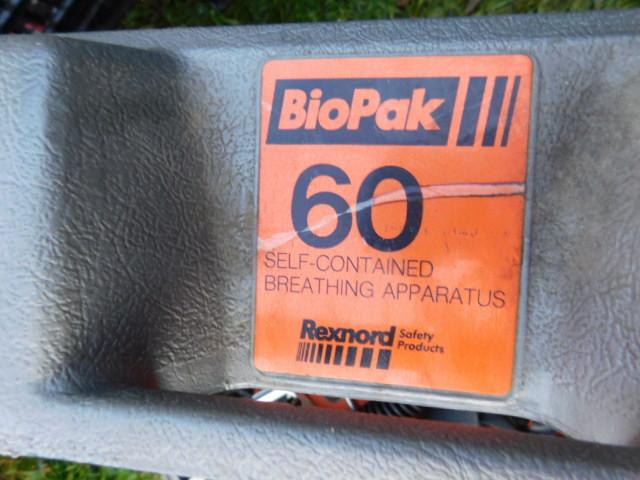 BioPak
60
SELF-CONTAINED
BREATHING APPARATUS
Rexnord Safety
Products